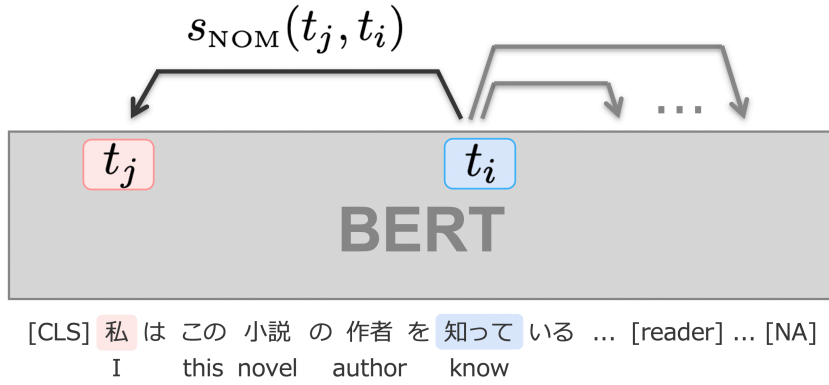 s_NOM(t_j, t_i)
...
t_j t_i
BERT
[CLS] 私 は この 小説 の 作者 を 知って いる ... [reader] ... [NA]
I this novel author know